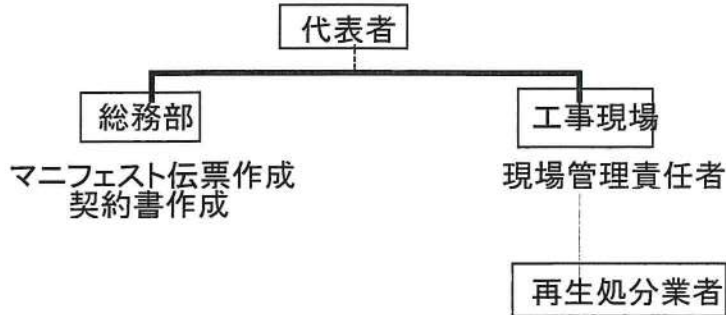 代表者
総務部
工事現場
マニフェスト伝票作成
契約書作成
現場管理責任者
再生処分業者